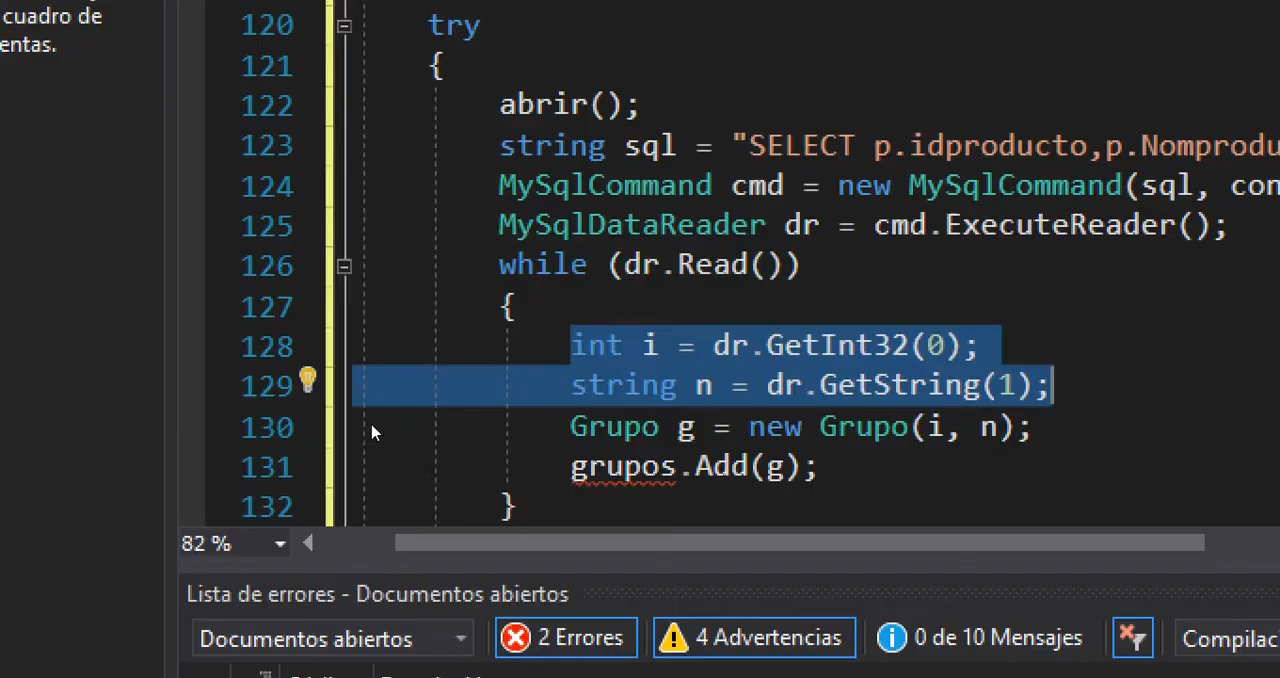 cuadro de
entas.
120 try
121 {
122 abrir();
123 string sql = "SELECT p.idproducto,p.Nomprodu
124 MySqlCommand cmd = new MySqlCommand(sql, con
125 MySqlDataReader dr = cmd.ExecuteReader();
126 while (dr.Read())
127 {
128 int i = dr.GetInt32(0);
129 string n = dr.GetString(1);
130 Grupo g = new Grupo(i, n);
131 grupos.Add(g);
132 }
82 %
Lista de errores - Documentos abiertos
Documentos abiertos 2 Errores 4 Advertencias 0 de 10 Mensajes Compilac